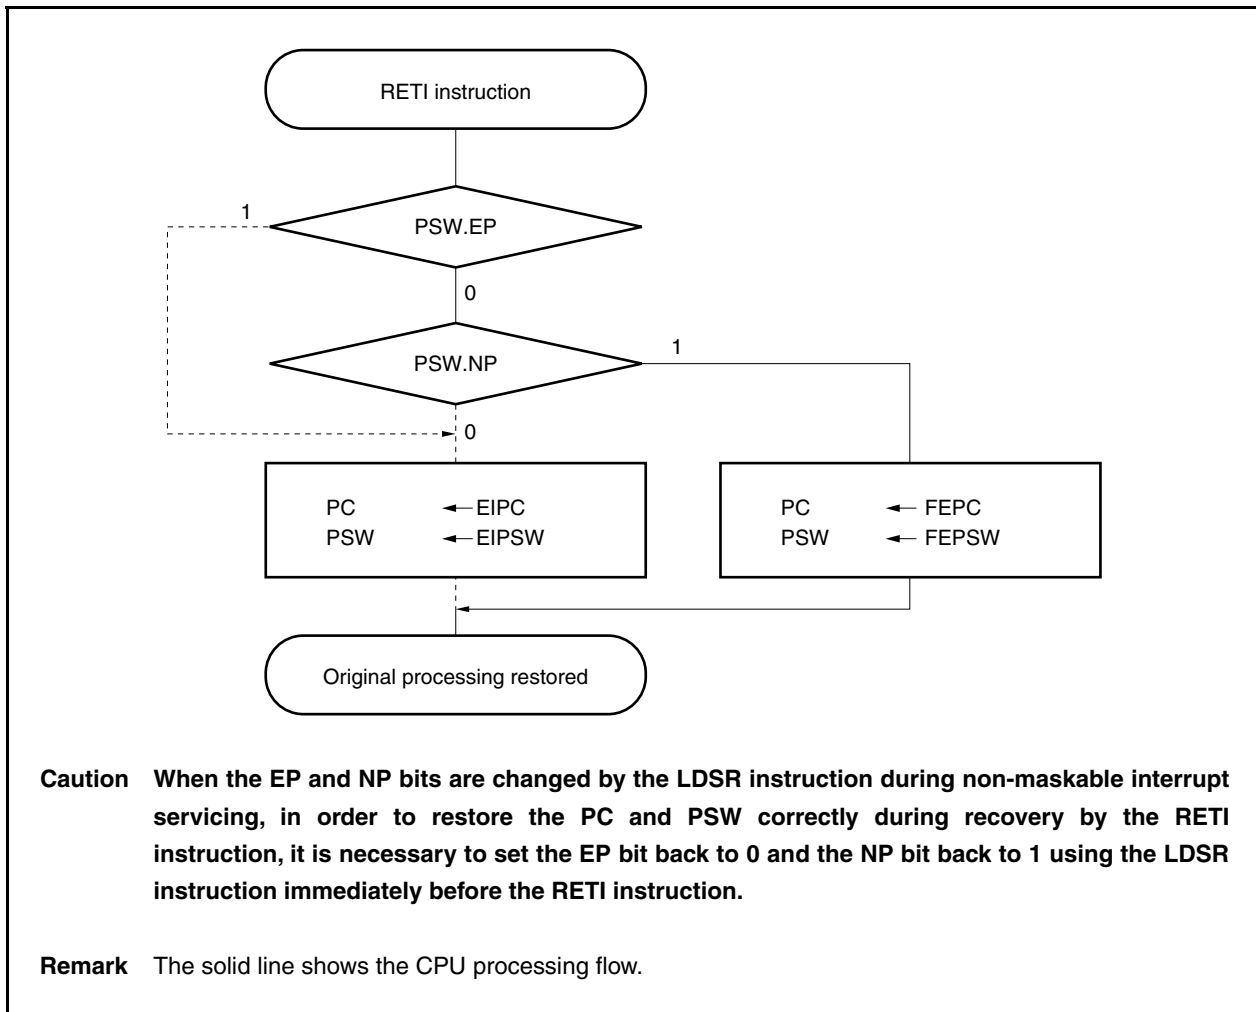 RETI instruction
1
PSW.EP
0
PSW.NP
1
0
PC ← EIPC
PSW ← EIPSW
PC ← FEPC
PSW ← FEPSW
Original processing restored
Caution When the EP and NP bits are changed by the LDSR instruction during non-maskable interrupt
servicing, in order to restore the PC and PSW correctly during recovery by the RETI
instruction, it is necessary to set the EP bit back to 0 and the NP bit back to 1 using the LDSR
instruction immediately before the RETI instruction.
Remark The solid line shows the CPU processing flow.